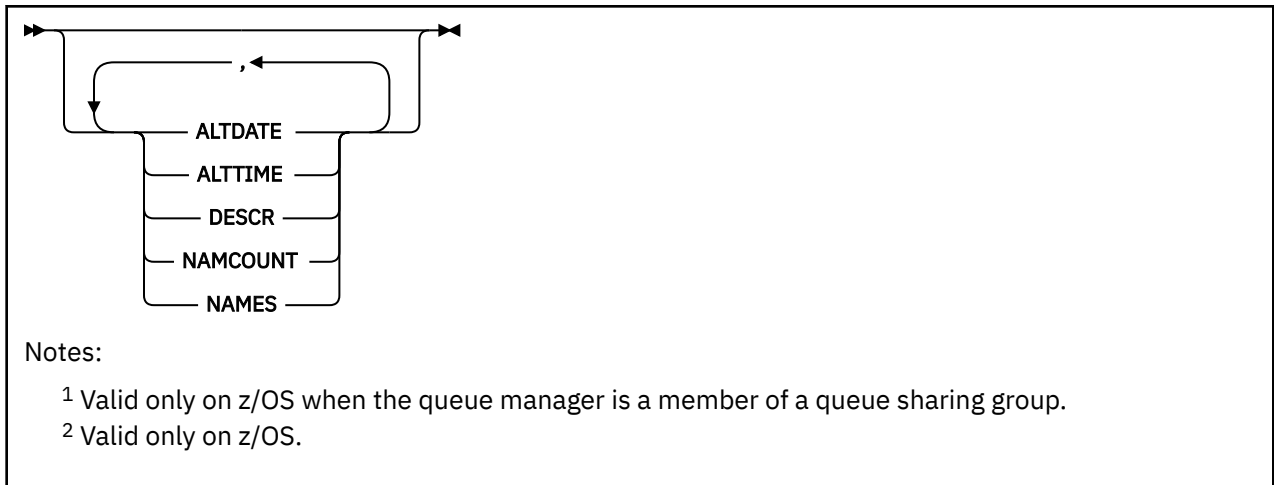 ,
ALTDATE
ALTTIME
DESCR
NAMCOUNT
NAMES
Notes:
1 Valid only on z/OS when the queue manager is a member of a queue sharing group.
2 Valid only on z/OS.